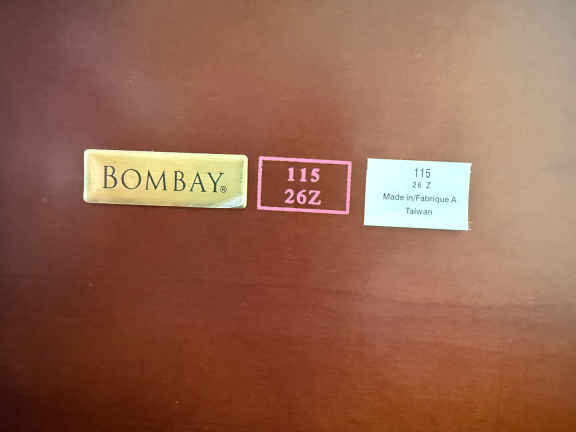 BOMBAY®
115
26Z
115
26 Z
Made in/Fabrique A
Taiwan